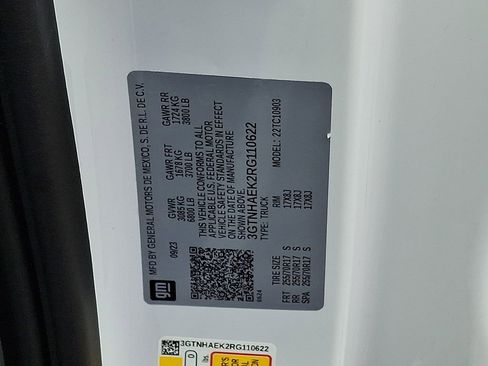 gm
MFD BY GENERAL MOTORS DE MEXICO, S. DE R.L. DE C.V.
09/23 GVWR GAWR FRT GAWR RR
3085 KG 1678 KG 1724 KG
6800 LB 3700 LB 3800 LB
THIS VEHICLE CONFORMS TO ALL
APPLICABLE U.S. FEDERAL MOTOR
VEHICLE SAFETY STANDARDS IN EFFECT
ON THE DATE OF MANUFACTURE
SHOWN ABOVE.
3GTNHAEK2RG110622
TYPE: TRUCK MODEL: 22TC10903
TIRE SIZE RIM
FRT 255/70R17 S 17X8J
RR 255/70R17 S 17X8J
SPA 255/70R17 S 17X8J
3GTNHAEK2RG110622